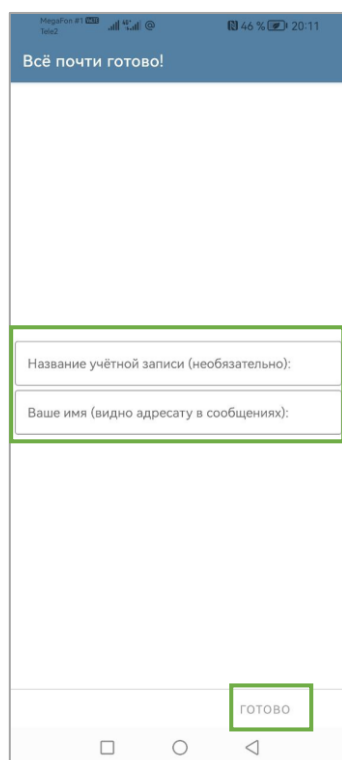 MegaFon #1 46 % 20:11
Tele2
Всё почти готово!
Название учётной записи (необязательно):
Ваше имя (видно адресату в сообщениях):
ГОТОВО